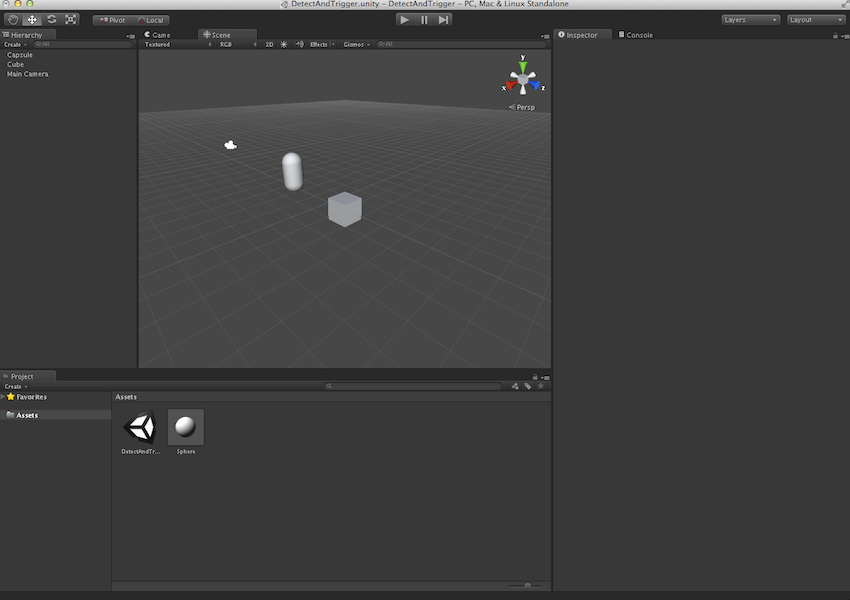 DetectAndTrigger.unity - DetectAndTrigger - PC, Mac & Linux Standalone
Pivot Local Layers Layout
Hierarchy Game Scene Inspector Console
Create All Textured RGB 2D Effects Gizmos All
Capsule
Cube
Main Camera
y
x z
Persp
Project
Create
Favorites Assets
Assets
DetectAndTr... Sphere